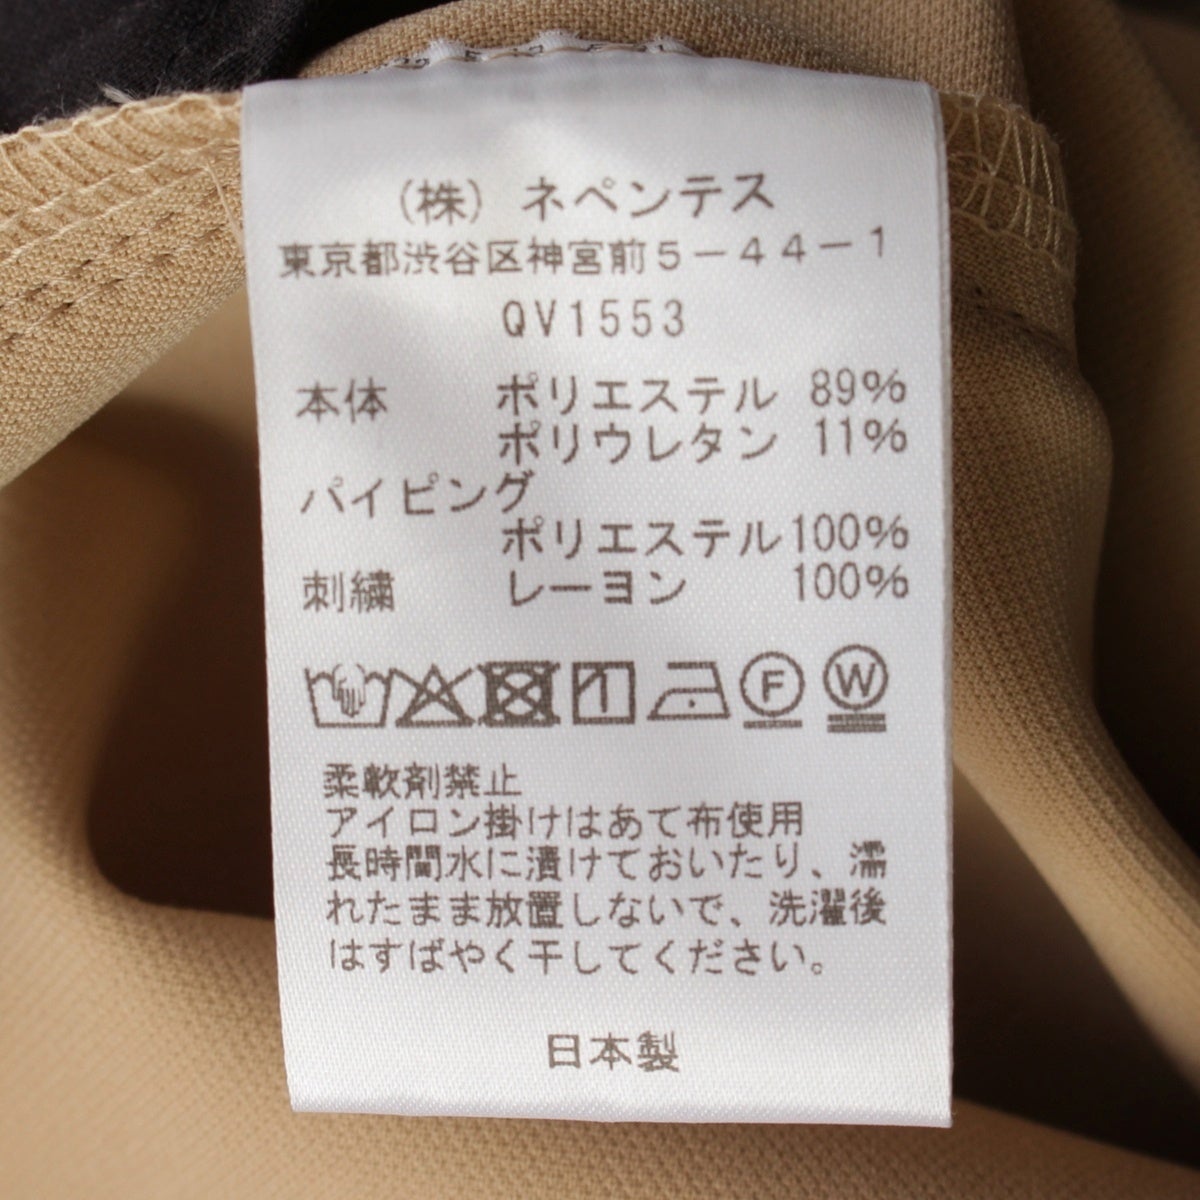 (株) ネペンテス
東京都渋谷区神宮前5-44-1
QV1553
本体 ポリエステル 89%
ポリウレタン 11%
パイピング
ポリエステル100%
刺繍 レーヨン 100%
F W
柔軟剤禁止
アイロン掛けはあて布使用
長時間水に漬けておいたり、濡
れたまま放置しないで、洗濯後
はすばやく干してください。
日本製